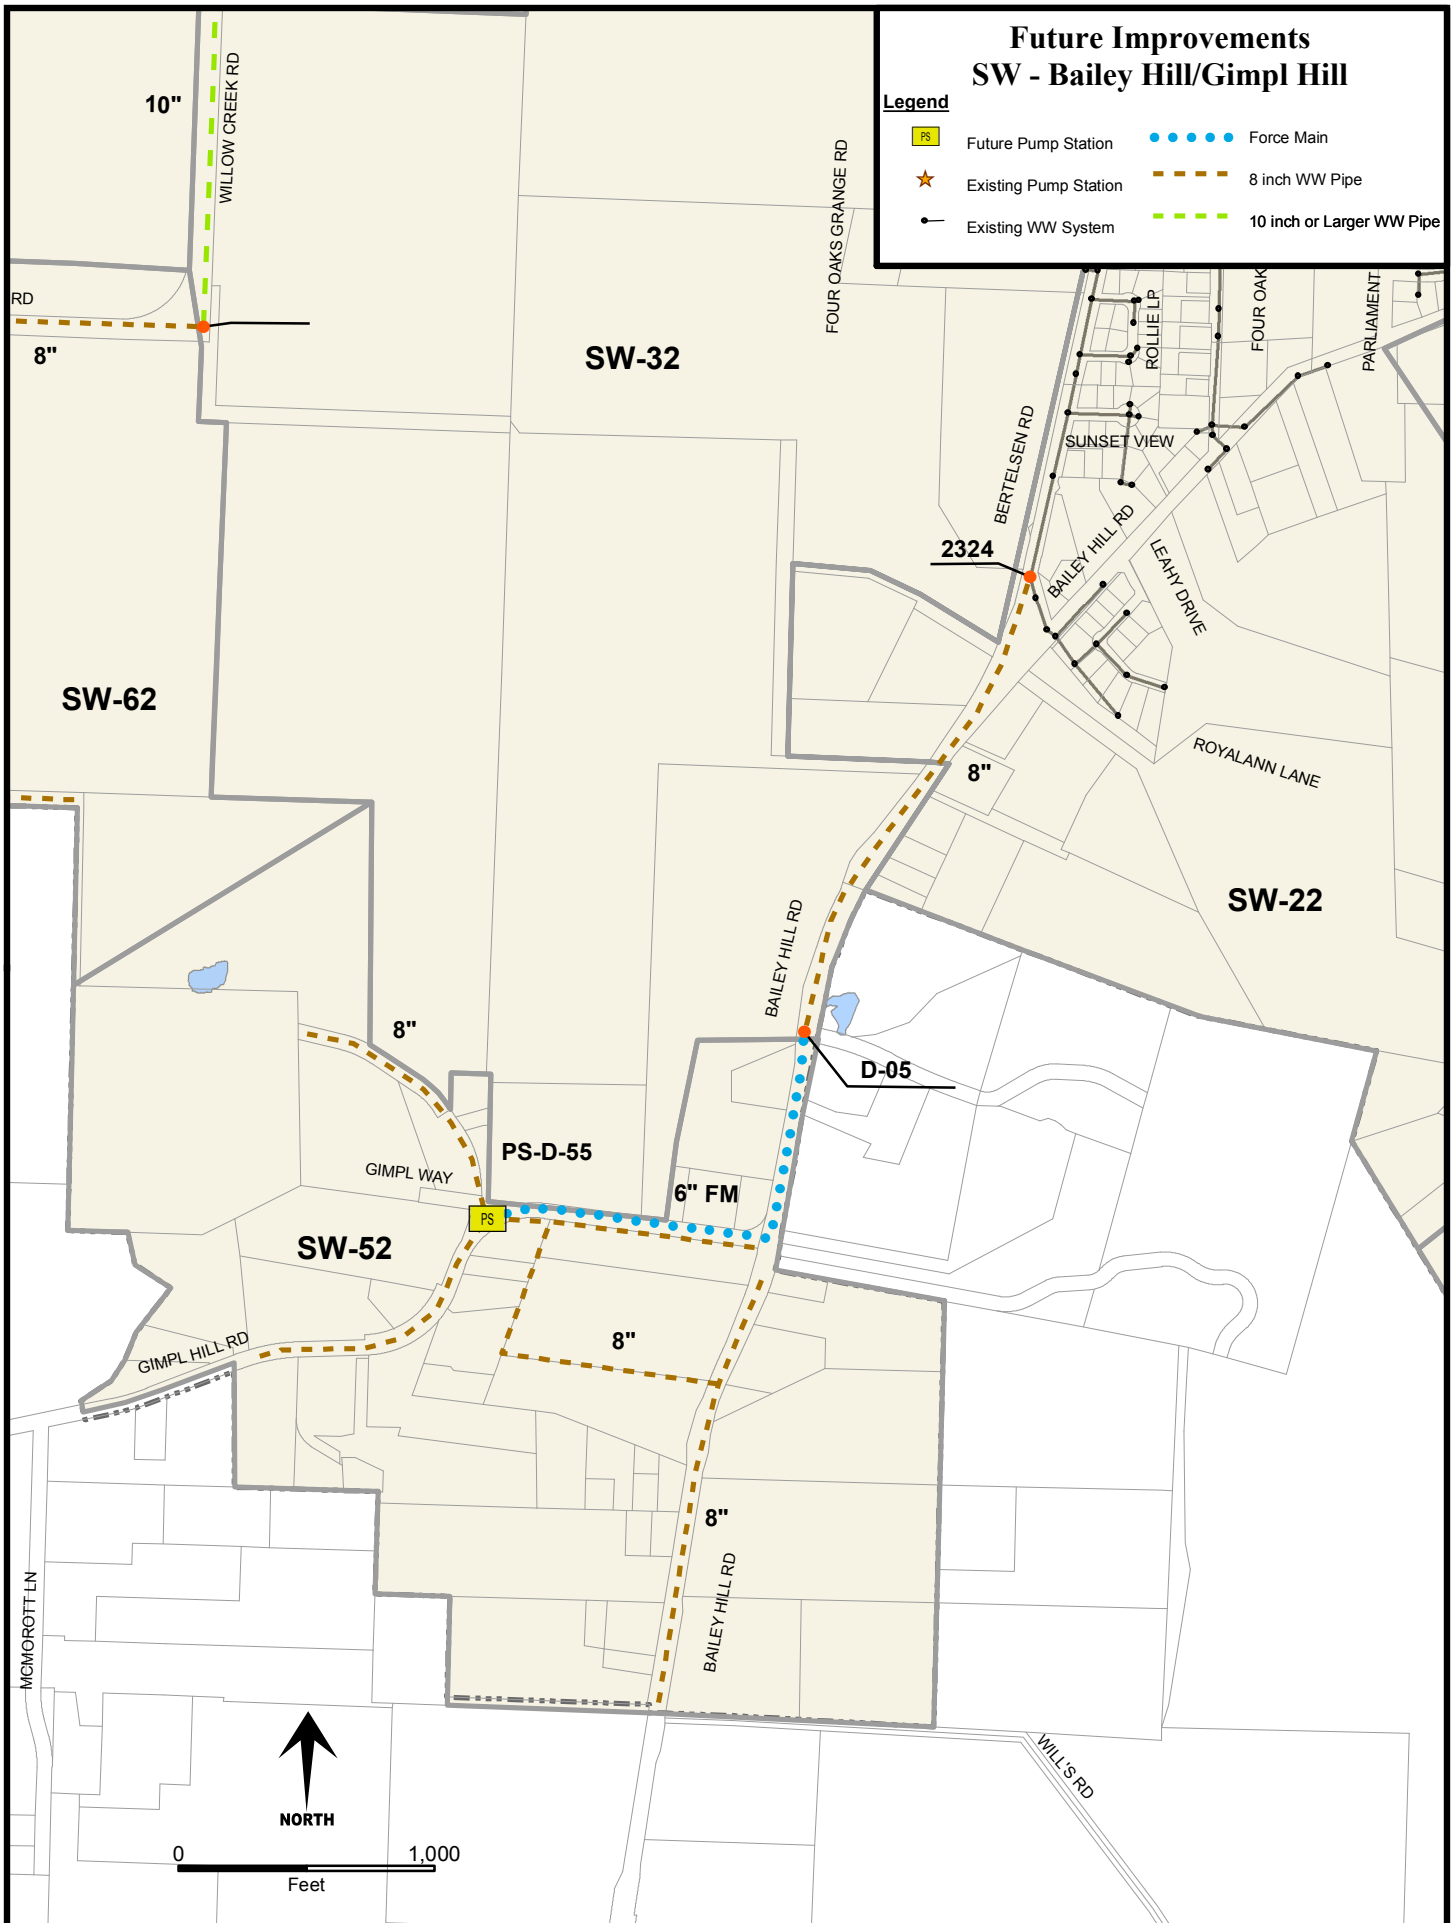 Future Improvements
SW - Bailey Hill/Gimpl Hill
Legend
PS
Future Pump Station
Force Main
Existing Pump Station
8 inch WW Pipe
Existing WW System
10 inch or Larger WW Pipe
10"
WILLOW CREEK RD
FOUR OAKS GRANGE RD
RD
8"
SW-32
ROLLIE LP
FOUR OAK
PARLIAMENT
BERTELSEN RD
SUNSET VIEW
2324
BAILEY HILL RD
LEAHY DRIVE
SW-62
ROYALANN LANE
8"
SW-22
BAILEY HILL RD
8"
D-05
PS-D-55
GIMPL WAY
6" FM
PS
SW-52
GIMPL HILL RD
8"
8"
BAILEY HILL RD
MCMOROTT LN
WILL'S RD
NORTH
0
1,000
Feet